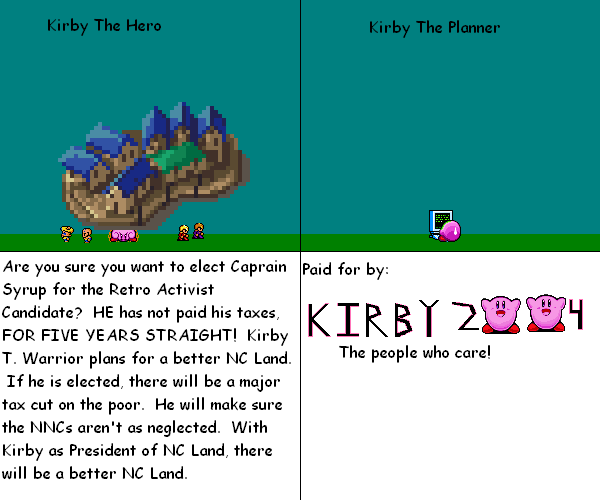 Kirby The Hero
Kirby The Planner
Are you sure you want to elect Caprain
Syrup for the Retro Activist
Candidate?  HE has not paid his taxes,
FOR FIVE YEARS STRAIGHT!  Kirby
T. Warrior plans for a better NC Land.
If he is elected, there will be a major
tax cut on the poor.  He will make sure
the NNCs aren't as neglected.  With
Kirby as President of NC Land, there
will be a better NC Land.
Paid for by:
KIRBY 2004
The people who care!